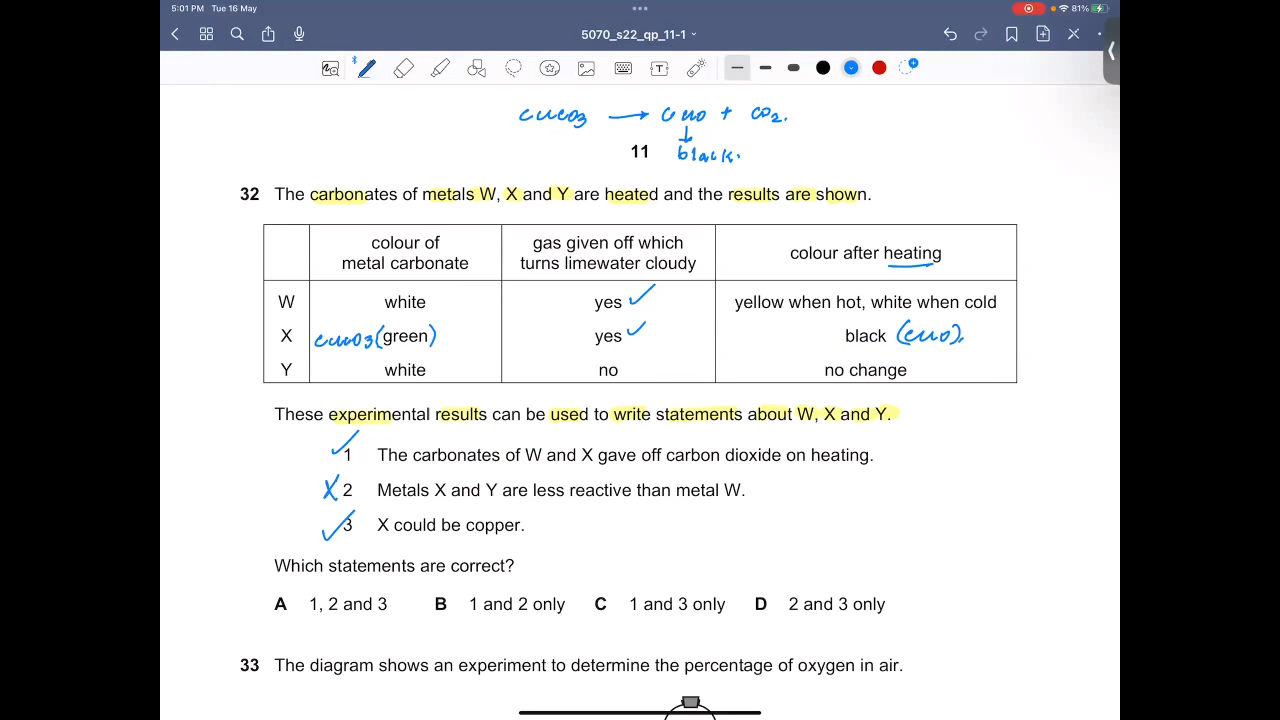 5:01 PM Tue 16 May
81%
5070_s22_qp_11-1
CuCO3 → CuO + CO2.
11 black.
32 The carbonates of metals W, X and Y are heated and the results are shown.
colour of metal carbonate
gas given off which turns limewater cloudy
colour after heating
W white yes ✓ yellow when hot, white when cold
X CuCO3 (green) yes ✓ black (CuO).
Y white no no change
These experimental results can be used to write statements about W, X and Y.
✓ 1 The carbonates of W and X gave off carbon dioxide on heating.
X 2 Metals X and Y are less reactive than metal W.
✓ 3 X could be copper.
Which statements are correct?
A 1, 2 and 3 B 1 and 2 only C 1 and 3 only D 2 and 3 only
33 The diagram shows an experiment to determine the percentage of oxygen in air.